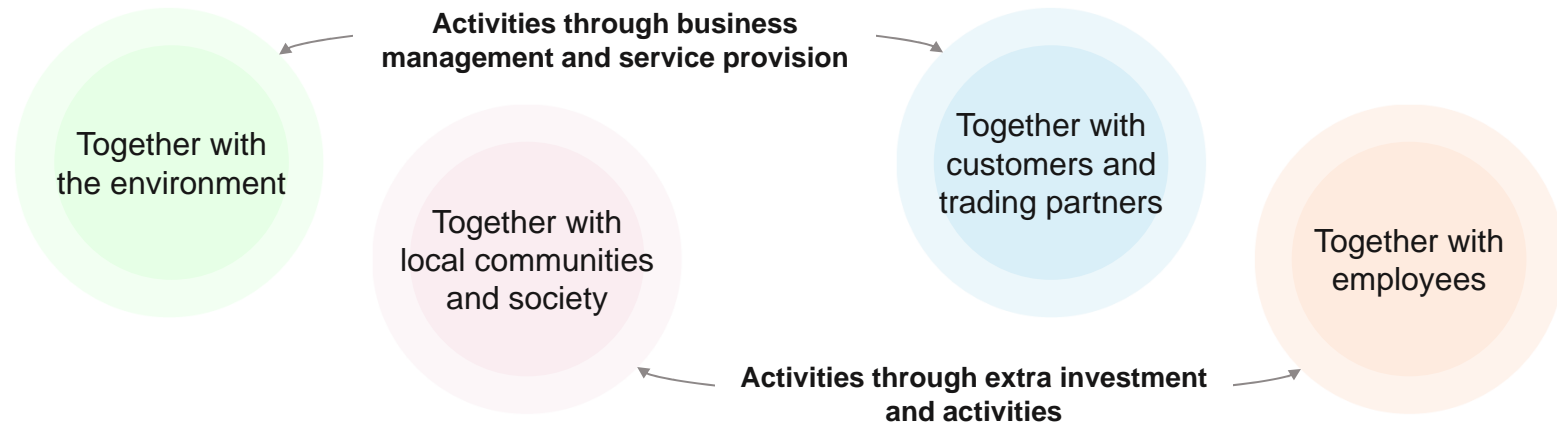 Activities through business
management and service provision
Together with
the environment
Together with
local communities
and society
Together with
customers and
trading partners
Together with
employees
Activities through extra investment
and activities